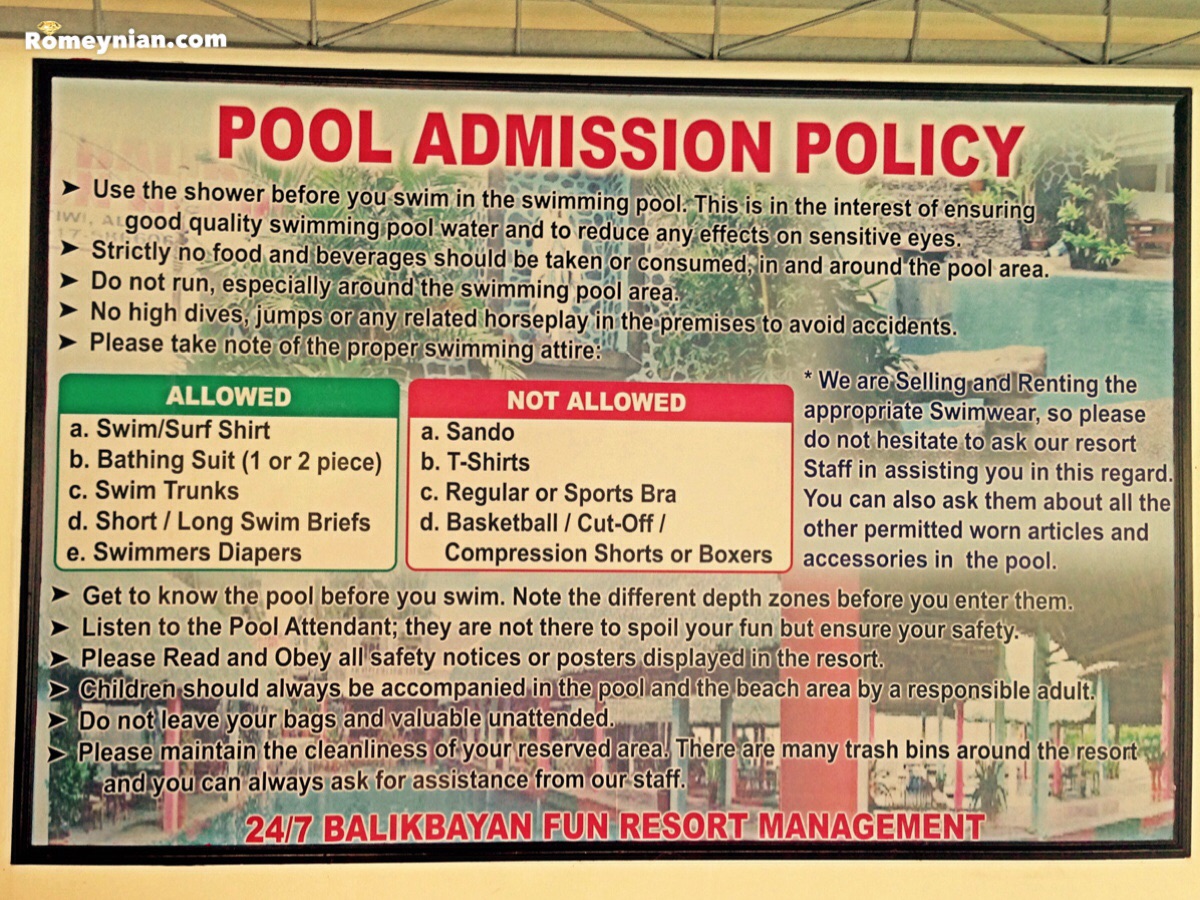 Romeynian.com
POOL ADMISSION POLICY
➤ Use the shower before you swim in the swimming pool. This is in the interest of ensuring
good quality swimming pool water and to reduce any effects on sensitive eyes.
➤ Strictly no food and beverages should be taken or consumed, in and around the pool area.
➤ Do not run, especially around the swimming pool area.
➤ No high dives, jumps or any related horseplay in the premises to avoid accidents.
➤ Please take note of the proper swimming attire:
ALLOWED
a. Swim/Surf Shirt
b. Bathing Suit (1 or 2 piece)
c. Swim Trunks
d. Short / Long Swim Briefs
e. Swimmers Diapers
NOT ALLOWED
a. Sando
b. T-Shirts
c. Regular or Sports Bra
d. Basketball / Cut-Off /
Compression Shorts or Boxers
* We are Selling and Renting the
appropriate Swimwear, so please
do not hesitate to ask our resort
Staff in assisting you in this regard.
You can also ask them about all the
other permitted worn articles and
accessories in the pool.
➤ Get to know the pool before you swim. Note the different depth zones before you enter them.
➤ Listen to the Pool Attendant; they are not there to spoil your fun but ensure your safety.
➤ Please Read and Obey all safety notices or posters displayed in the resort.
➤ Children should always be accompanied in the pool and the beach area by a responsible adult.
➤ Do not leave your bags and valuable unattended.
➤ Please maintain the cleanliness of your reserved area. There are many trash bins around the resort
and you can always ask for assistance from our staff.
24/7 BALIKBAYAN FUN RESORT MANAGEMENT